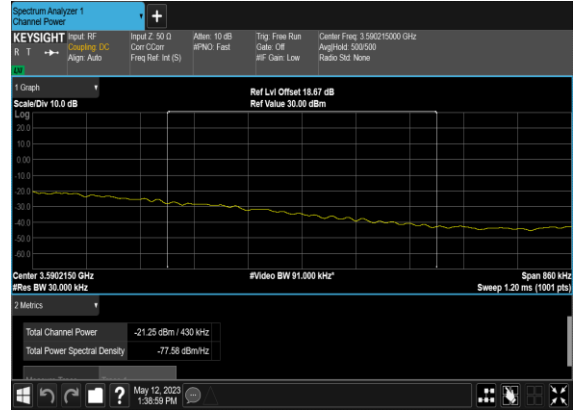 Spectrum Analyzer 1
Channel Power
+
KEYSIGHT
R T
LM
Input: RF
Coupling: DC
Align: Auto
Input Z: 50 Ω
Corr CCorr
Freq Ref: Int (S)
Atten: 10 dB
#PNO: Fast
Trig: Free Run
Gate: Off
#IF Gain: Low
Center Freq: 3.590215000 GHz
Avg|Hold: 500/500
Radio Std: None
1 Graph
Scale/Div 10.0 dB
Ref Lvl Offset 18.67 dB
Ref Value 30.00 dBm
Log
20.0
10.0
0.00
-10.0
-20.0
-30.0
-40.0
-50.0
-60.0
Center 3.5902150 GHz
#Res BW 30.000 kHz
#Video BW 91.000 kHz*
Span 860 kHz
Sweep 1.20 ms (1001 pts)
2 Metrics
Total Channel Power -21.25 dBm / 430 kHz
Total Power Spectral Density -77.58 dBm/Hz
?
May 12, 2023
1:38:59 PM